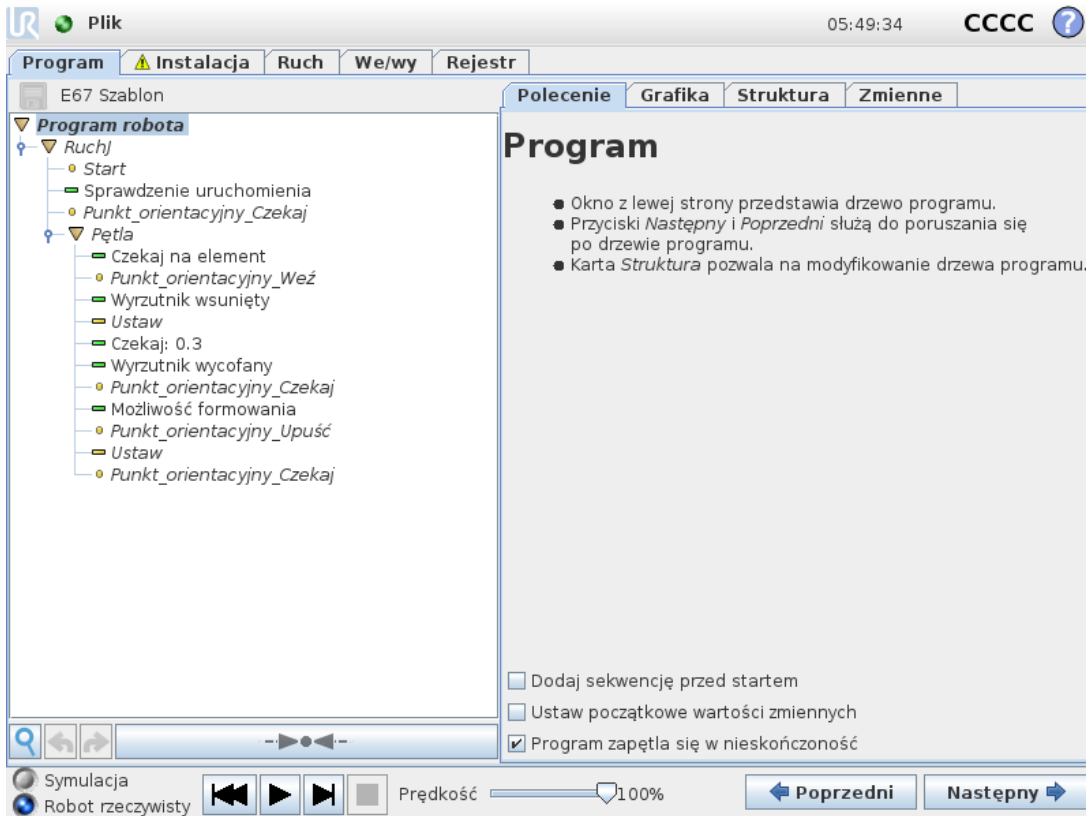 UR Plik 05:49:34 CCCC ?
Program Instalacja Ruch We/wy Rejestr
E67 Szablon
Polecenie Grafika Struktura Zmienne
Program robota
RuchJ
Start
Sprawdzenie uruchomienia
Punkt_orientacyjny_Czekaj
Pętla
Czekaj na element
Punkt_orientacyjny_Weź
Wyrzutnik wsunięty
Ustaw
Czekaj: 0.3
Wyrzutnik wycofany
Punkt_orientacyjny_Czekaj
Możliwość formowania
Punkt_orientacyjny_Upuść
Ustaw
Punkt_orientacyjny_Czekaj
Program
Okno z lewej strony przedstawia drzewo programu.
Przyciski Następny i Poprzedni służą do poruszania się
po drzewie programu.
Karta Struktura pozwala na modyfikowanie drzewa programu.
Dodaj sekwencję przed startem
Ustaw początkowe wartości zmiennych
Program zapętla się w nieskończoność
Symulacja
Robot rzeczywisty
Prędkość 100%
Poprzedni Następny